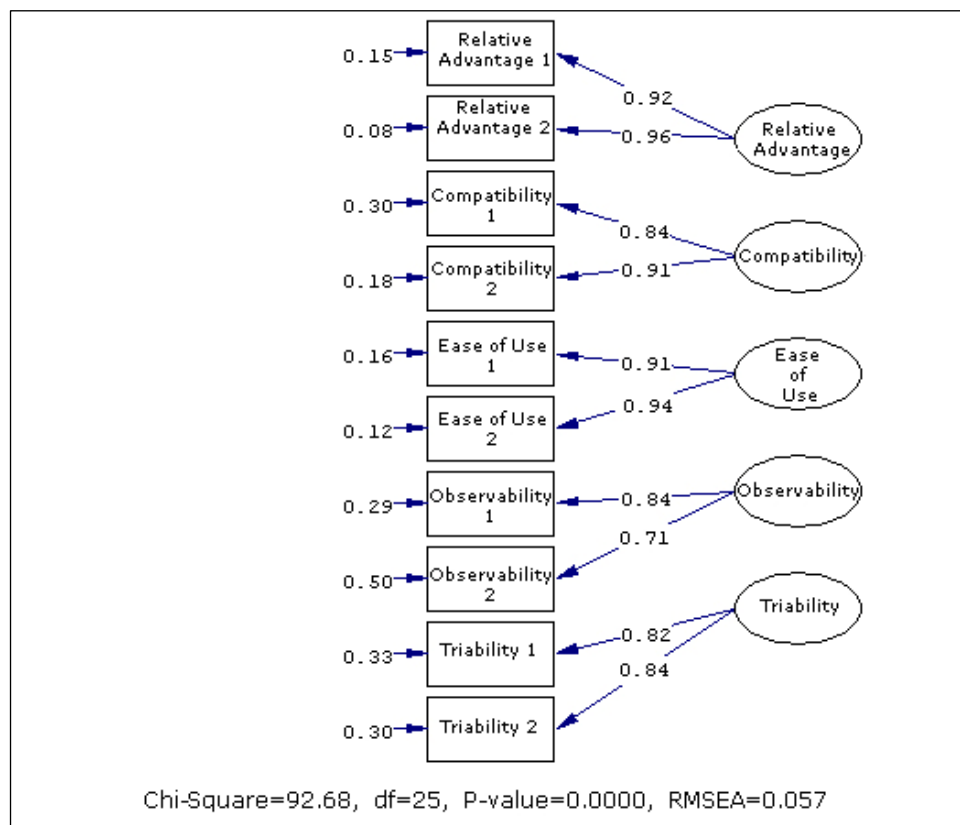 0.15
Relative
Advantage 1
0.92
0.08
Relative
Advantage 2
0.96
Relative
Advantage
0.30
Compatibility
1
0.84
0.18
Compatibility
2
0.91
Compatibility
0.16
Ease of Use
1
0.91
0.12
Ease of Use
2
0.94
Ease
of
Use
0.29
Observability
1
0.84
0.50
Observability
2
0.71
Observability
0.33
Triability 1
0.82
0.30
Triability 2
0.84
Triability
Chi-Square=92.68, df=25, P-value=0.0000, RMSEA=0.057